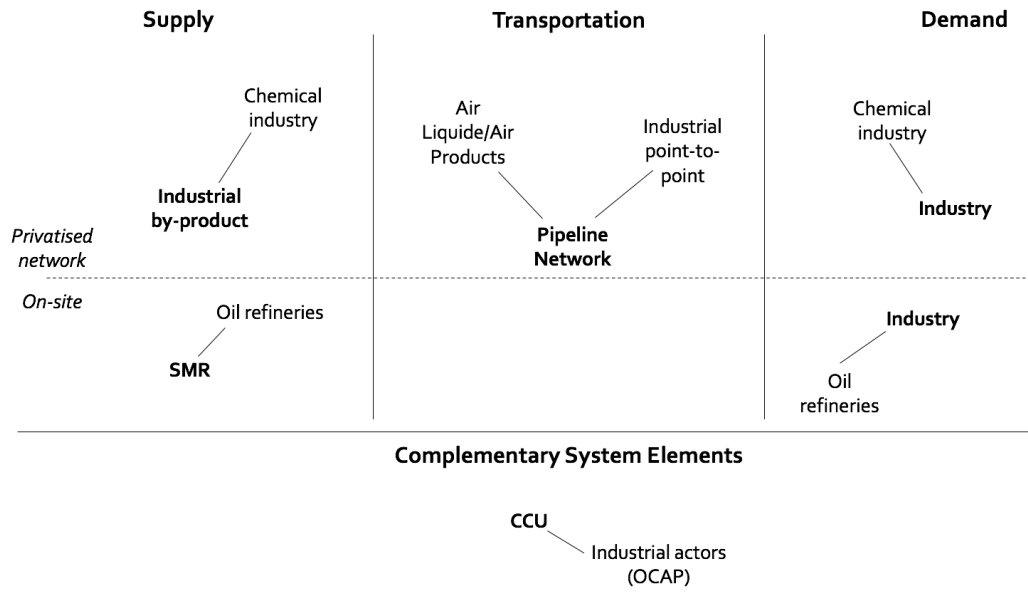 Supply
Transportation
Demand
Chemical
industry
Industrial
by-product
Air
Liquide/Air
Products
Industrial
point-to-
point
Pipeline
Network
Chemical
industry
Industry
Privatised
network
On-site
Oil refineries
SMR
Industry
Oil
refineries
Complementary System Elements
CCU
Industrial actors
(OCAP)